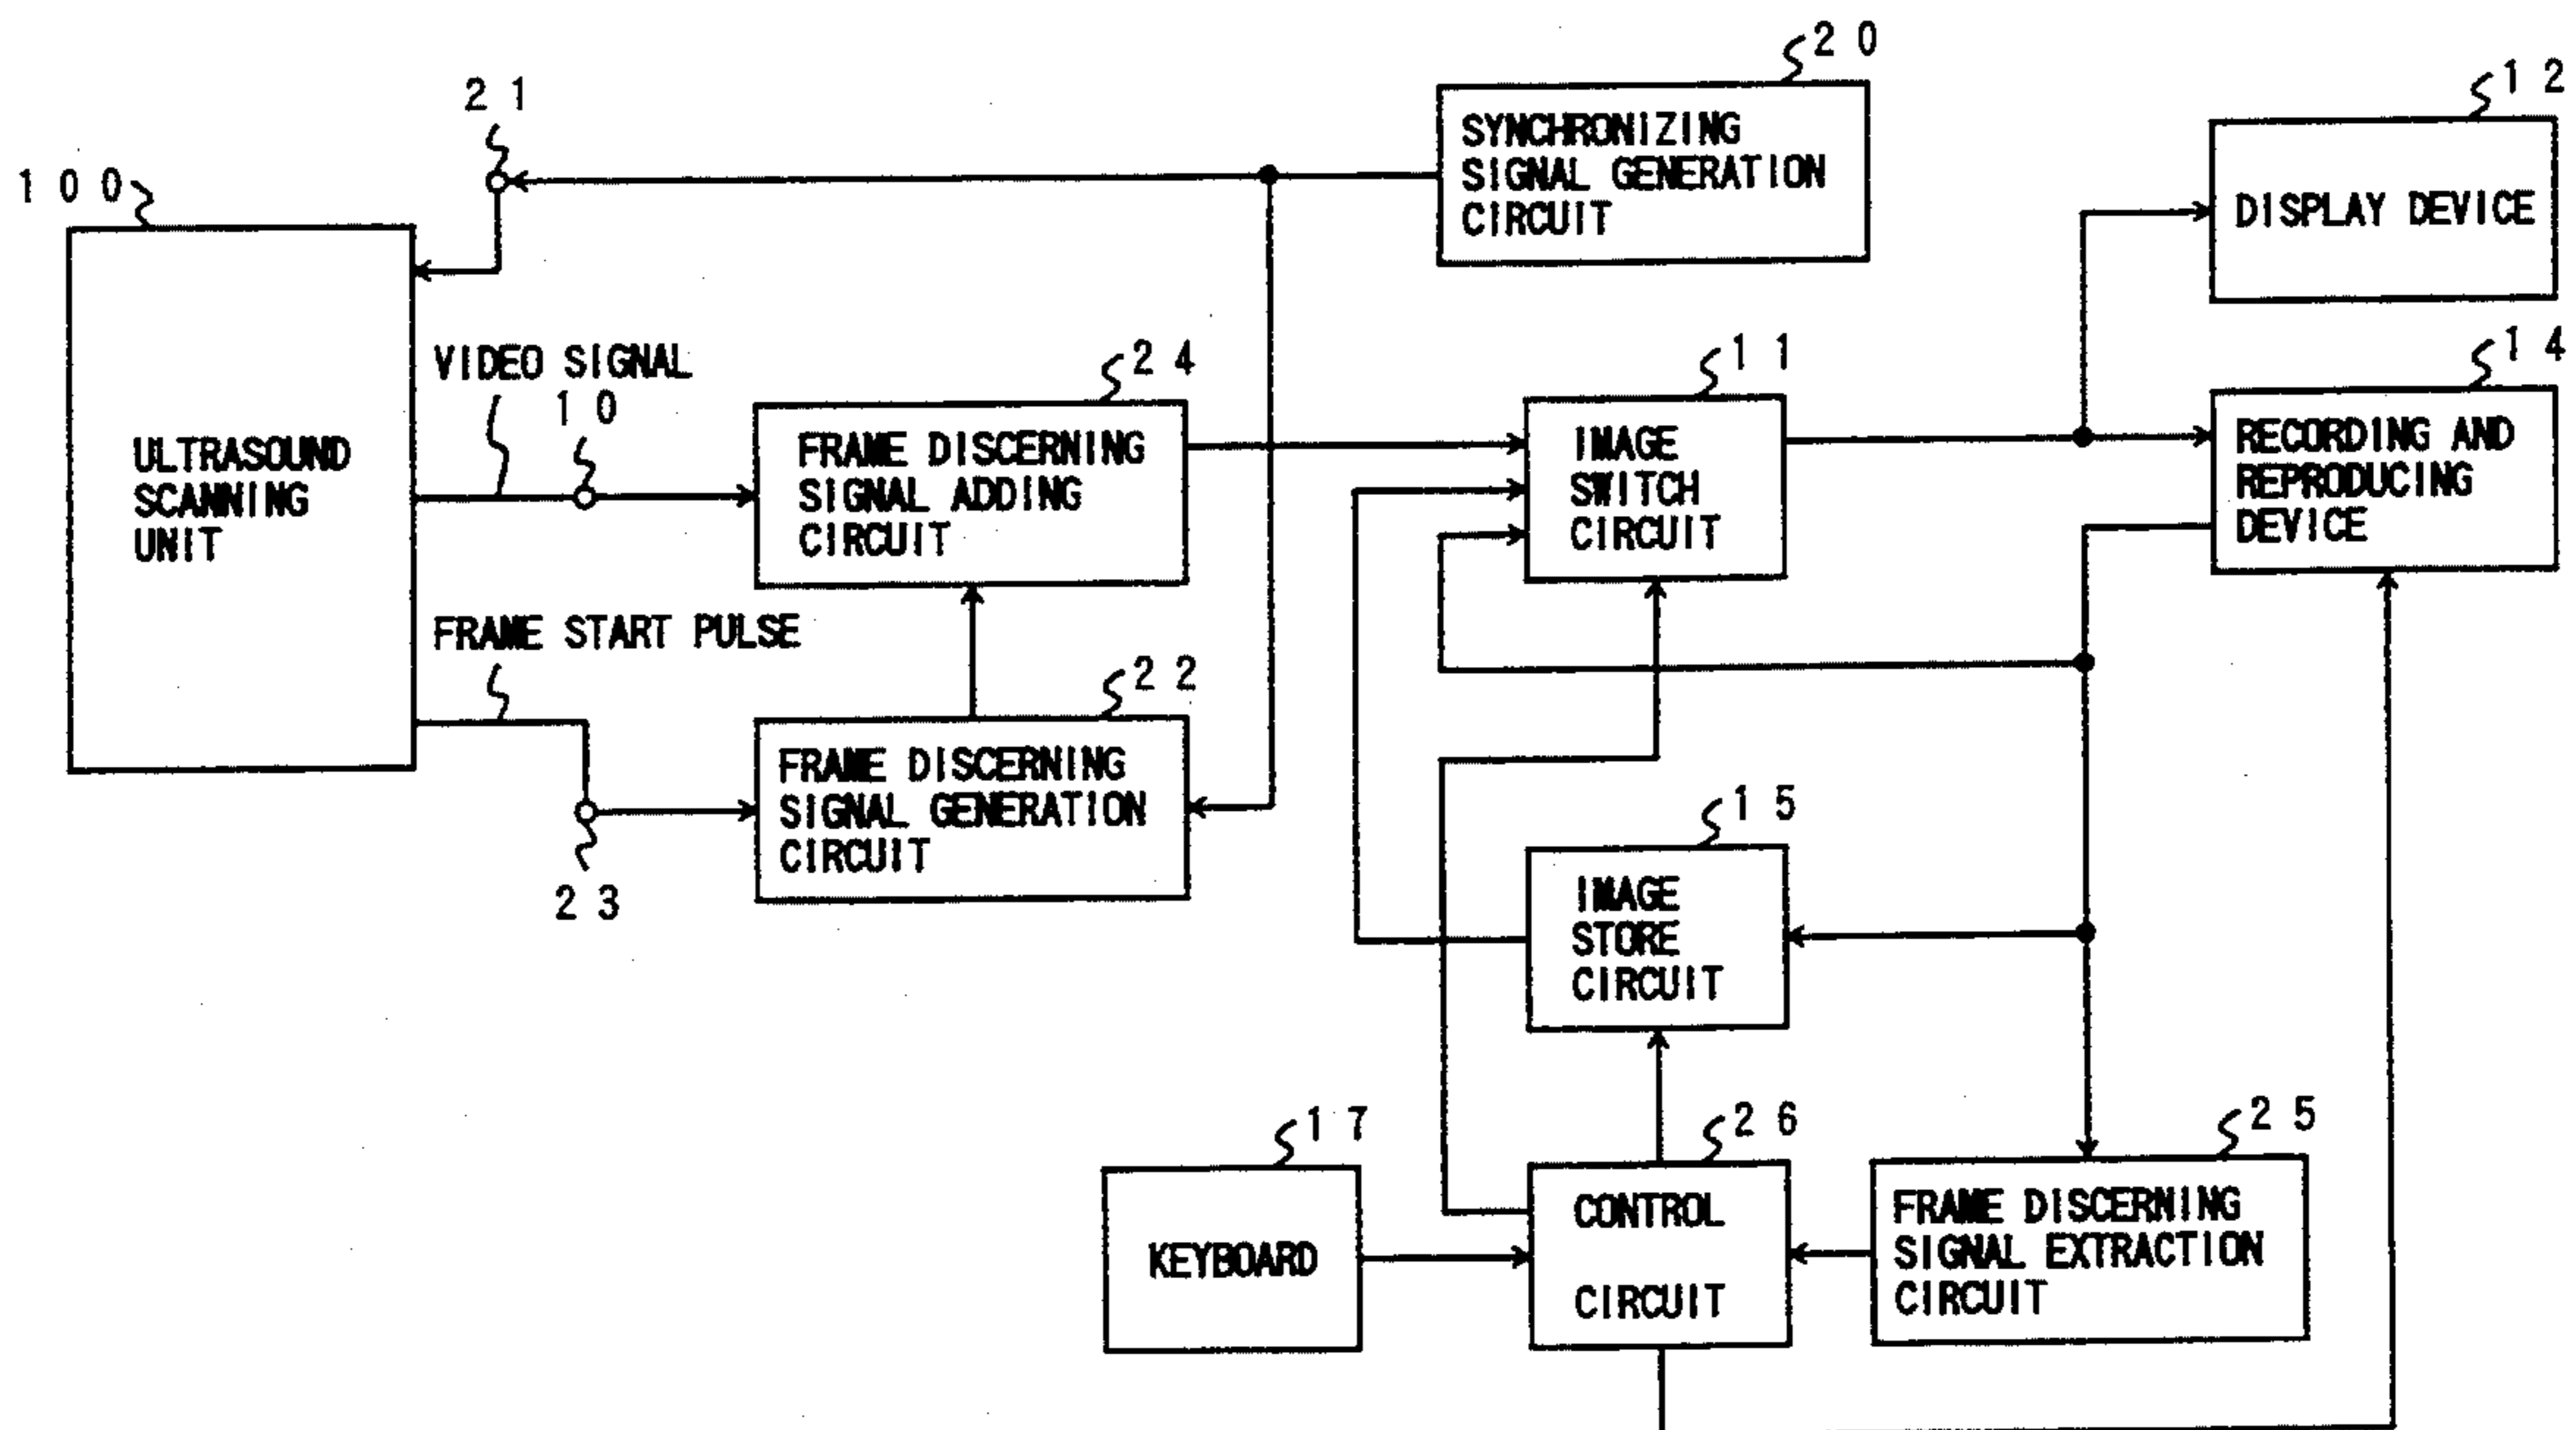 20
SYNCHRONIZING
SIGNAL GENERATION
CIRCUIT
12
DISPLAY DEVICE
21
100
ULTRASOUND
SCANNING
UNIT
VIDEO SIGNAL
10
24
FRAME DISCERNING
SIGNAL ADDING
CIRCUIT
11
IMAGE
SWITCH
CIRCUIT
14
RECORDING AND
REPRODUCING
DEVICE
FRAME START PULSE
22
FRAME DISCERNING
SIGNAL GENERATION
CIRCUIT
23
15
IMAGE
STORE
CIRCUIT
17
KEYBOARD
26
CONTROL
CIRCUIT
25
FRAME DISCERNING
SIGNAL EXTRACTION
CIRCUIT